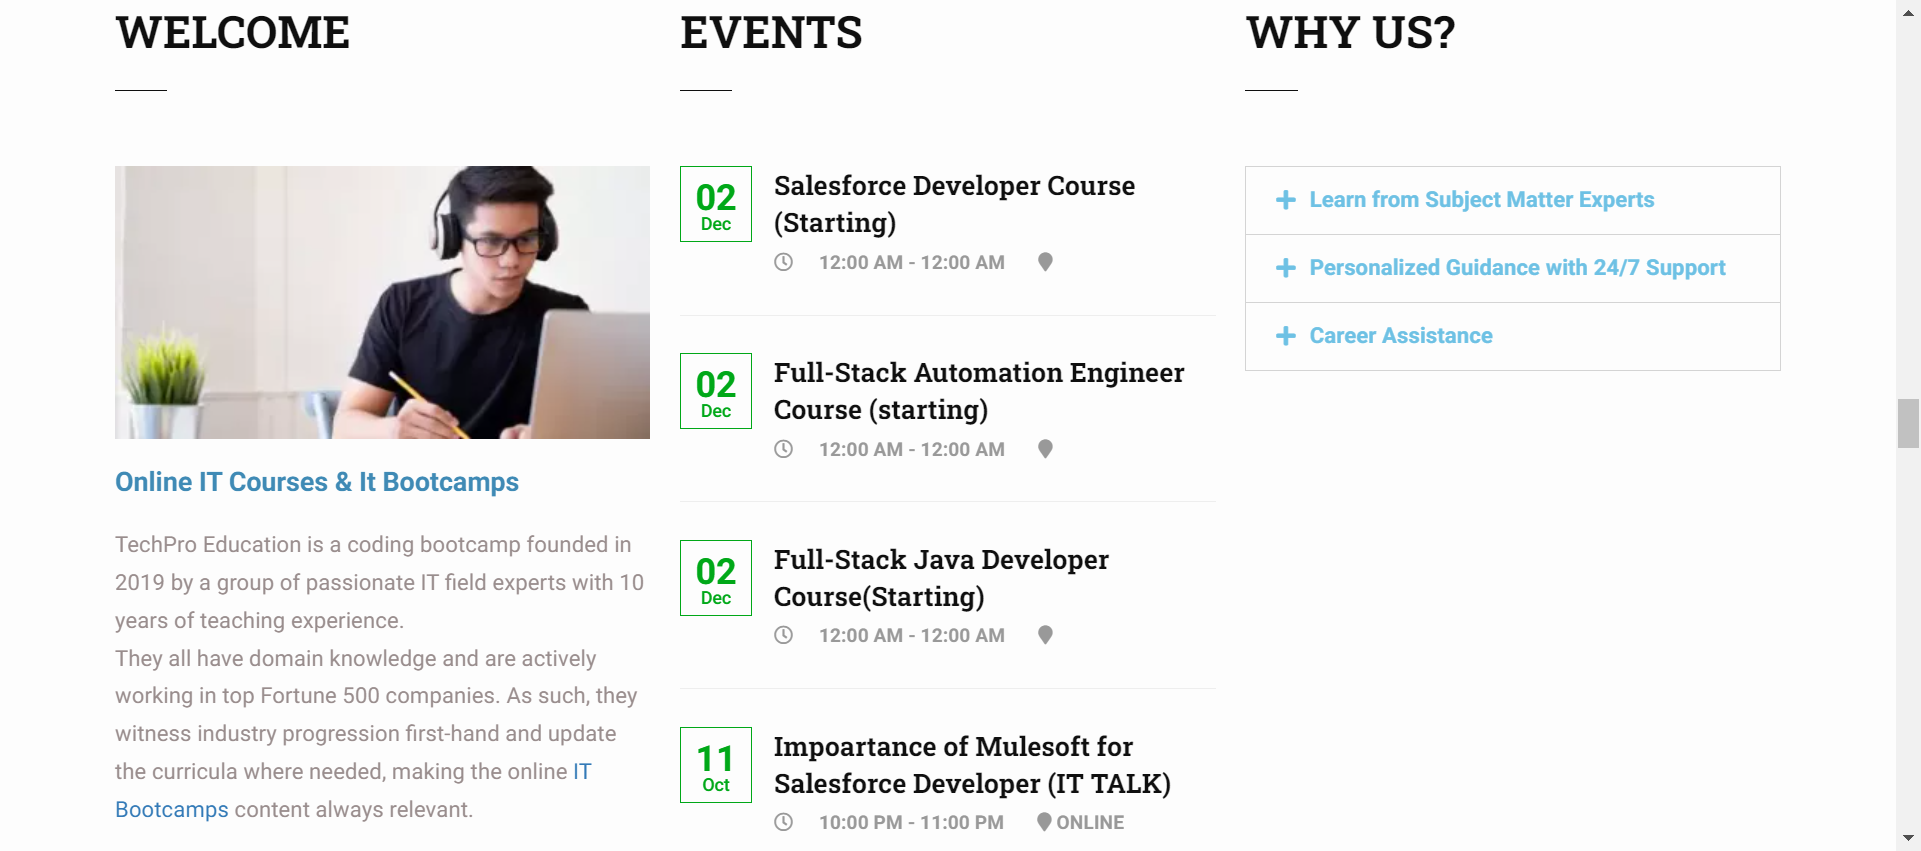 WELCOME
Online IT Courses & It Bootcamps
TechPro Education is a coding bootcamp founded in
2019 by a group of passionate IT field experts with 10
years of teaching experience.
They all have domain knowledge and are actively
working in top Fortune 500 companies. As such, they
witness industry progression first-hand and update
the curricula where needed, making the online IT
Bootcamps content always relevant.
EVENTS
02
Dec
Salesforce Developer Course
(Starting)
12:00 AM - 12:00 AM
02
Dec
Full-Stack Automation Engineer
Course (starting)
12:00 AM - 12:00 AM
02
Dec
Full-Stack Java Developer
Course(Starting)
12:00 AM - 12:00 AM
11
Oct
Impoartance of Mulesoft for
Salesforce Developer (IT TALK)
10:00 PM - 11:00 PM ONLINE
WHY US?
Learn from Subject Matter Experts
Personalized Guidance with 24/7 Support
Career Assistance